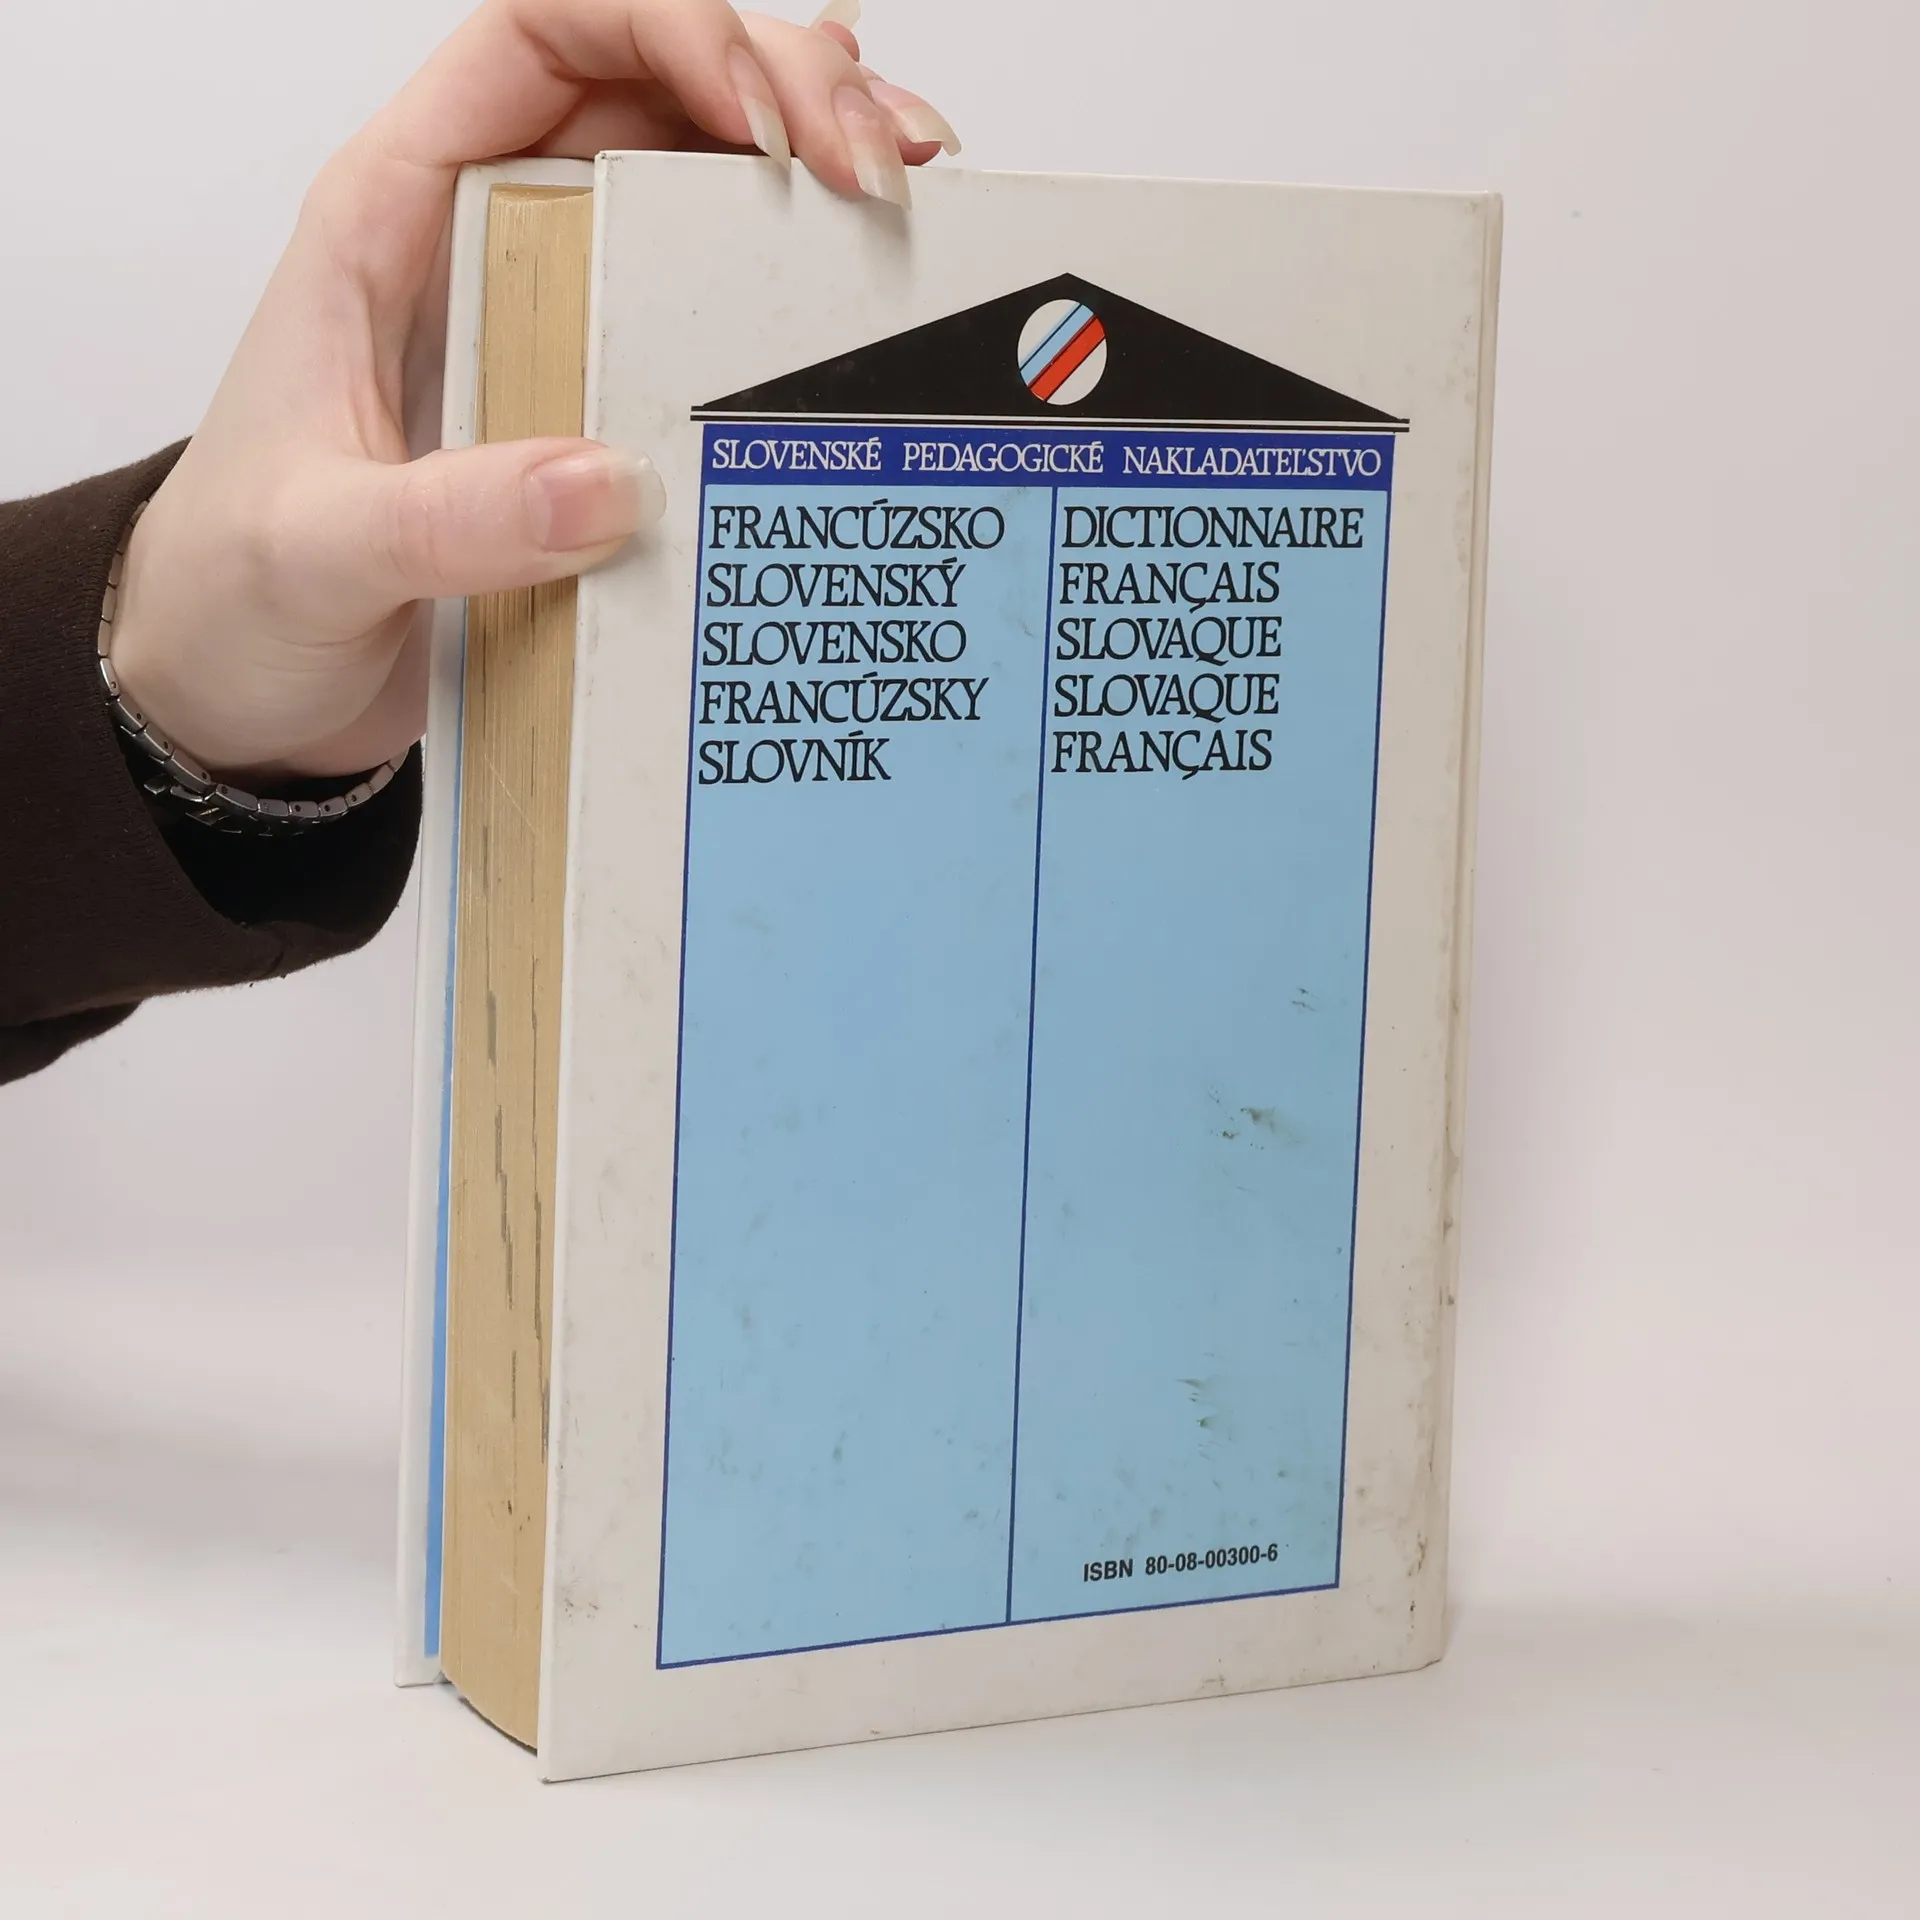 SLOVENSKÉ PEDAGOGICKÉ NAKLADATEĽSTVO
FRANCÚZSKO
SLOVENSKÝ
SLOVENSKO
FRANCÚZSKY
SLOVNÍK
DICTIONNAIRE
FRANÇAIS
SLOVAQUE
SLOVAQUE
FRANÇAIS
ISBN 80-08-00300-6